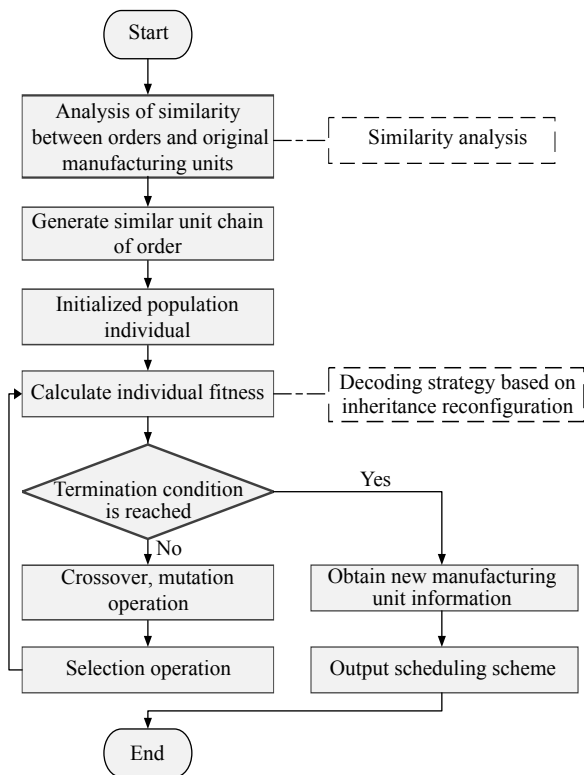 Start
Analysis of similarity
between orders and original
manufacturing units
Similarity analysis
Generate similar unit chain
of order
Initialized population
individual
Calculate individual fitness
Decoding strategy based on
inheritance reconfiguration
Termination condition
is reached
Yes
No
Crossover, mutation
operation
Obtain new manufacturing
unit information
Selection operation
Output scheduling scheme
End